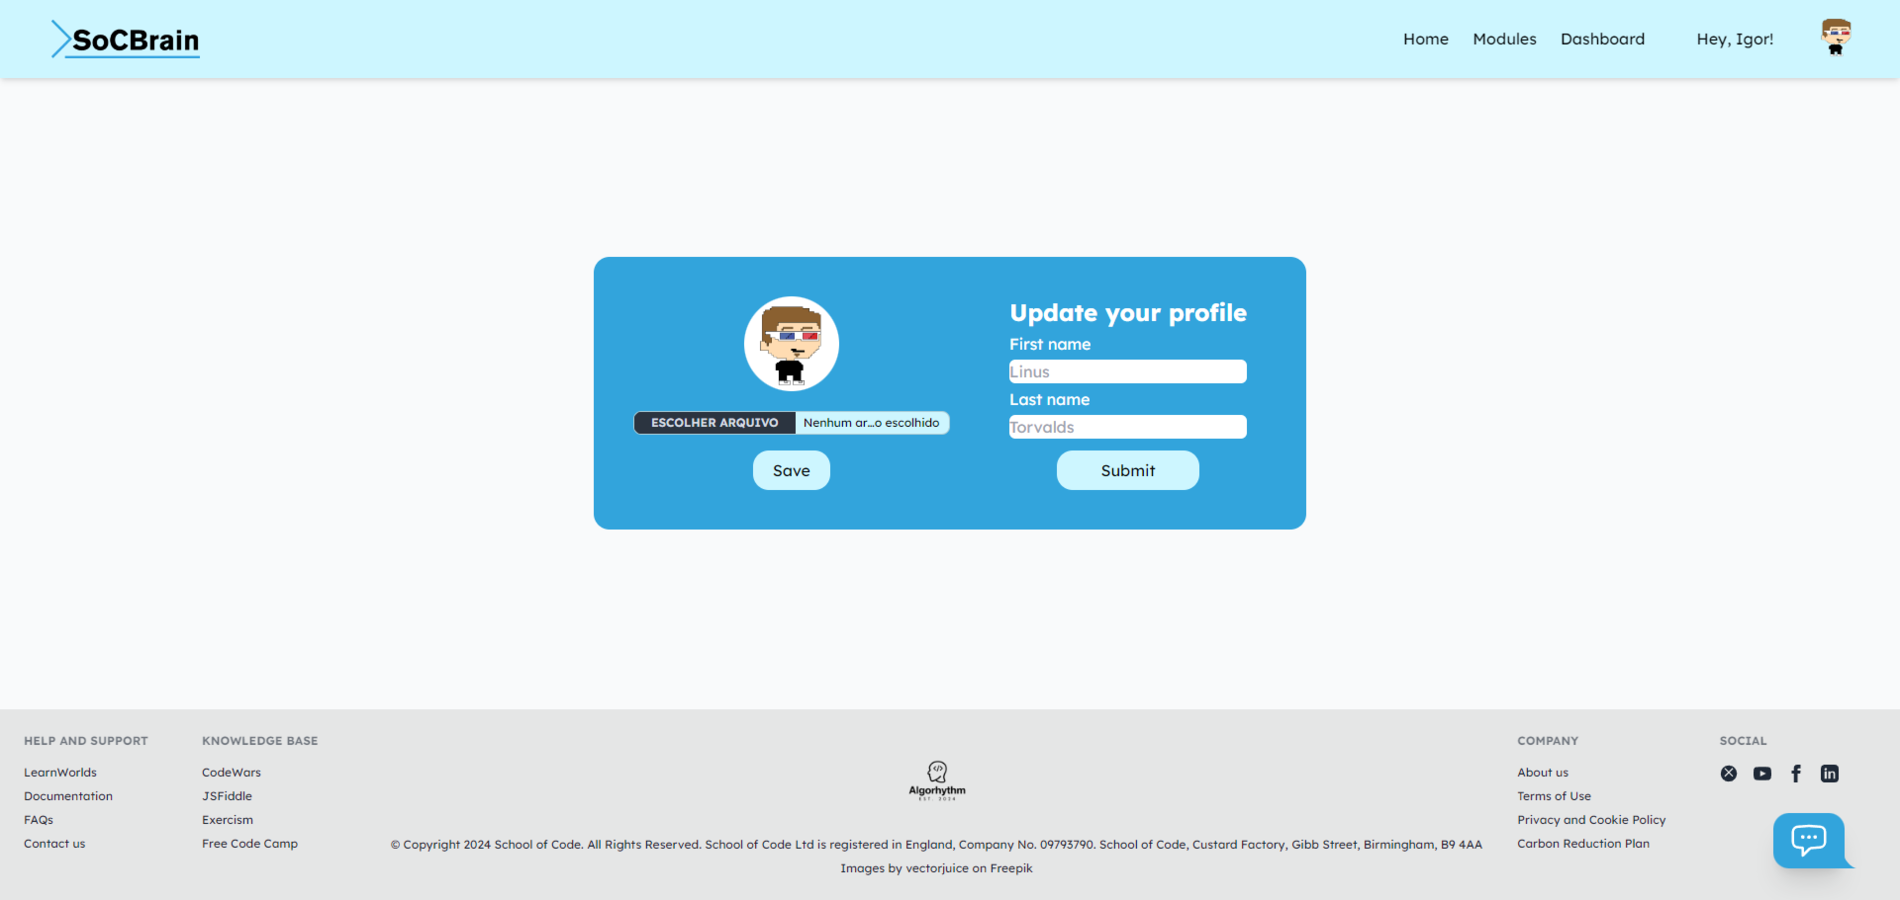 SoCBrain
Home Modules Dashboard Hey, Igor!
Update your profile
First name
Linus
Last name
Torvalds
ESCOLHER ARQUIVO Nenhum ar...o escolhido
Save
Submit
HELP AND SUPPORT
LearnWorlds
Documentation
FAQs
Contact us
KNOWLEDGE BASE
CodeWars
JSFiddle
Exercism
Free Code Camp
Algorhythm
EST. 2024
© Copyright 2024 School of Code. All Rights Reserved. School of Code Ltd is registered in England, Company No. 09793790. School of Code, Custard Factory, Gibb Street, Birmingham, B9 4AA
Images by vectorjuice on Freepik
COMPANY
About us
Terms of Use
Privacy and Cookie Policy
Carbon Reduction Plan
SOCIAL